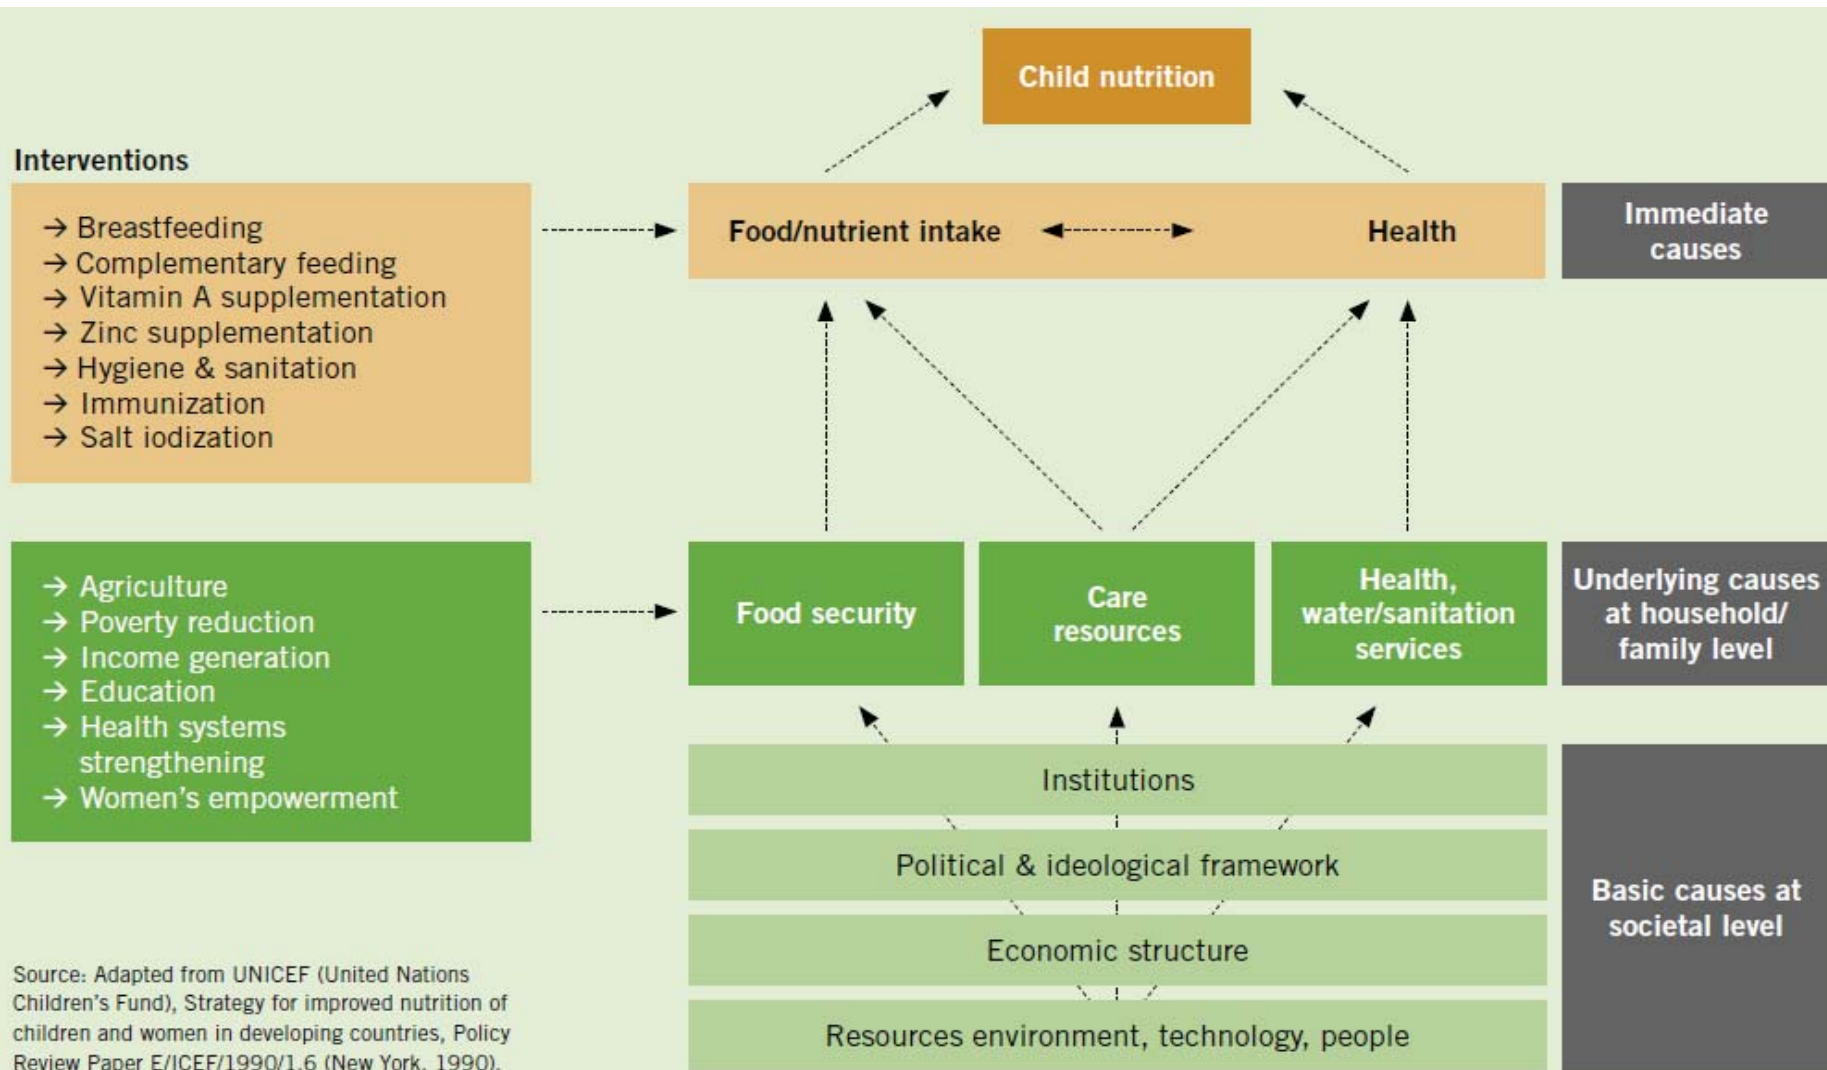 Child nutrition
Interventions
→ Breastfeeding
→ Complementary feeding
→ Vitamin A supplementation
→ Zinc supplementation
→ Hygiene & sanitation
→ Immunization
→ Salt iodization
Food/nutrient intake
Health
Immediate
causes
→ Agriculture
→ Poverty reduction
→ Income generation
→ Education
→ Health systems
strengthening
→ Women's empowerment
Food security
Care
resources
Health,
water/sanitation
services
Underlying causes
at household/
family level
Institutions
Political & ideological framework
Economic structure
Resources environment, technology, people
Basic causes at
societal level
Source: Adapted from UNICEF (United Nations
Children's Fund), Strategy for improved nutrition of
children and women in developing countries, Policy
Review Paper E/ICEF/1990/1.6 (New York, 1990).